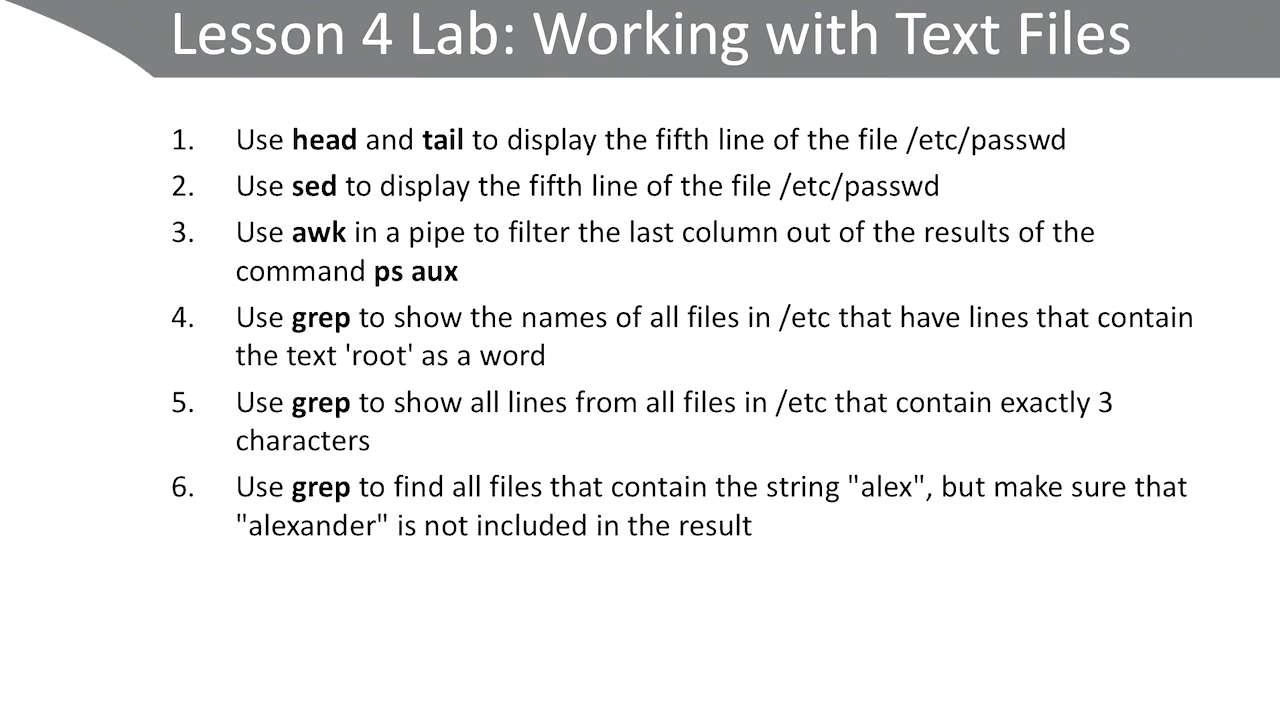 Lesson 4 Lab: Working with Text Files
1. Use head and tail to display the fifth line of the file /etc/passwd
2. Use sed to display the fifth line of the file /etc/passwd
3. Use awk in a pipe to filter the last column out of the results of the
command ps aux
4. Use grep to show the names of all files in /etc that have lines that contain
the text 'root' as a word
5. Use grep to show all lines from all files in /etc that contain exactly 3
characters
6. Use grep to find all files that contain the string "alex", but make sure that
"alexander" is not included in the result